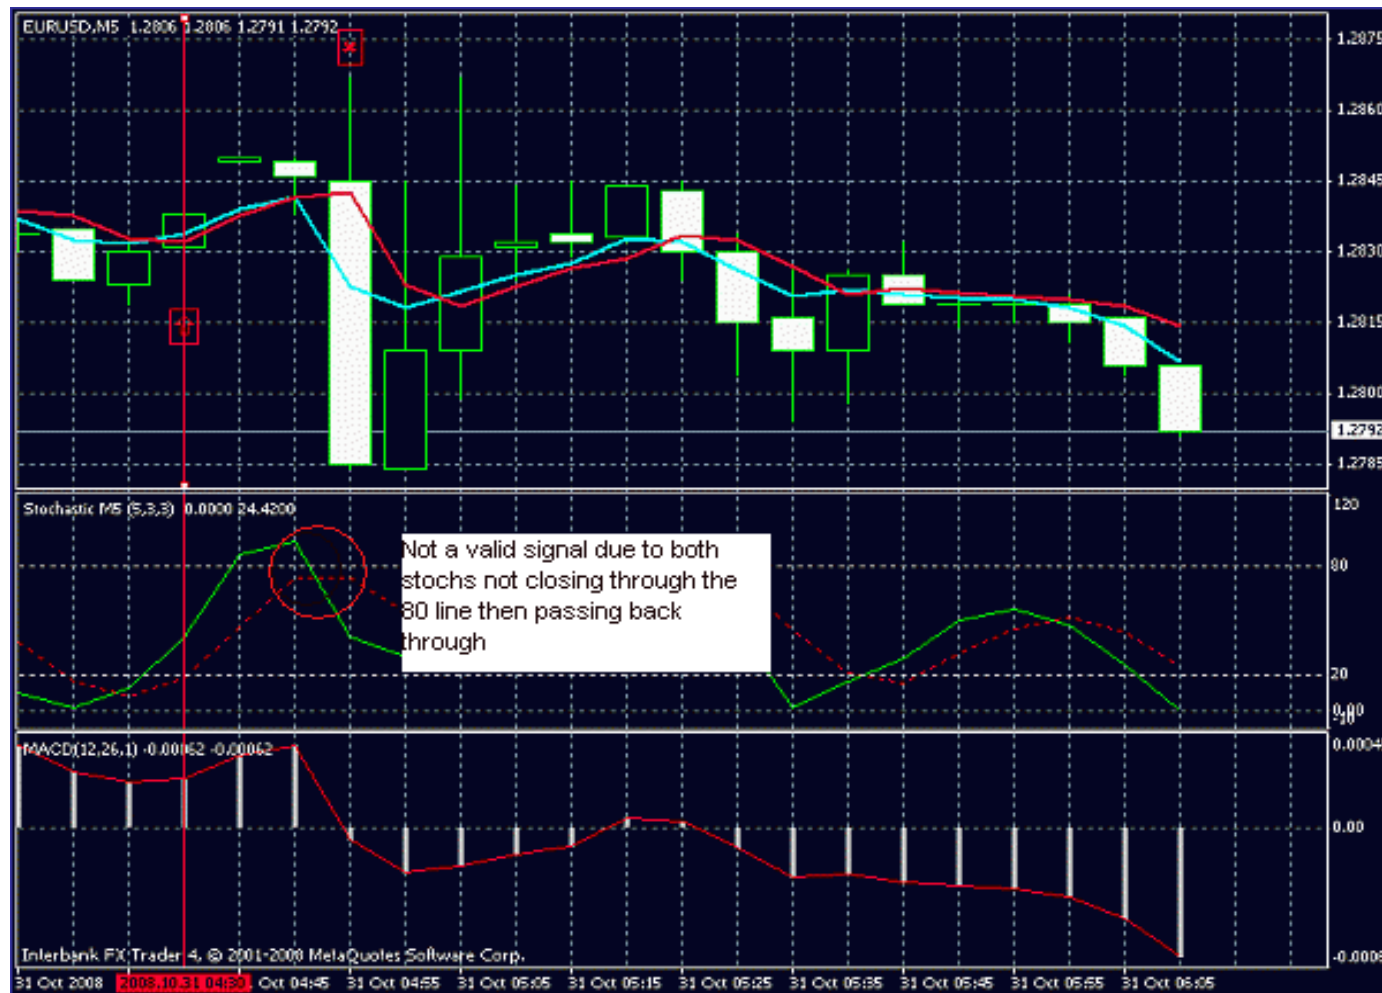 EURUSD,M5 1.2806 1.2806 1.2791 1.2792
1.2875
1.2860
1.2845
1.2830
1.2815
1.2800
1.2792
1.2785
Stochastic M5 (5,3,3) 0.0000 24.4200
120
80
20
0.00
Not a valid signal due to both
stochs not closing through the
80 line then passing back
through
MACD(12,26,1) -0.00062 -0.00062
0.0004
0.00
-0.0008
Interbank FX Trader 4, © 2001-2008 MetaQuotes Software Corp.
31 Oct 2008 2008.10.31 04:30 Oct 04:45 31 Oct 04:55 31 Oct 05:05 31 Oct 05:15 31 Oct 05:25 31 Oct 05:35 31 Oct 05:45 31 Oct 05:55 31 Oct 06:05